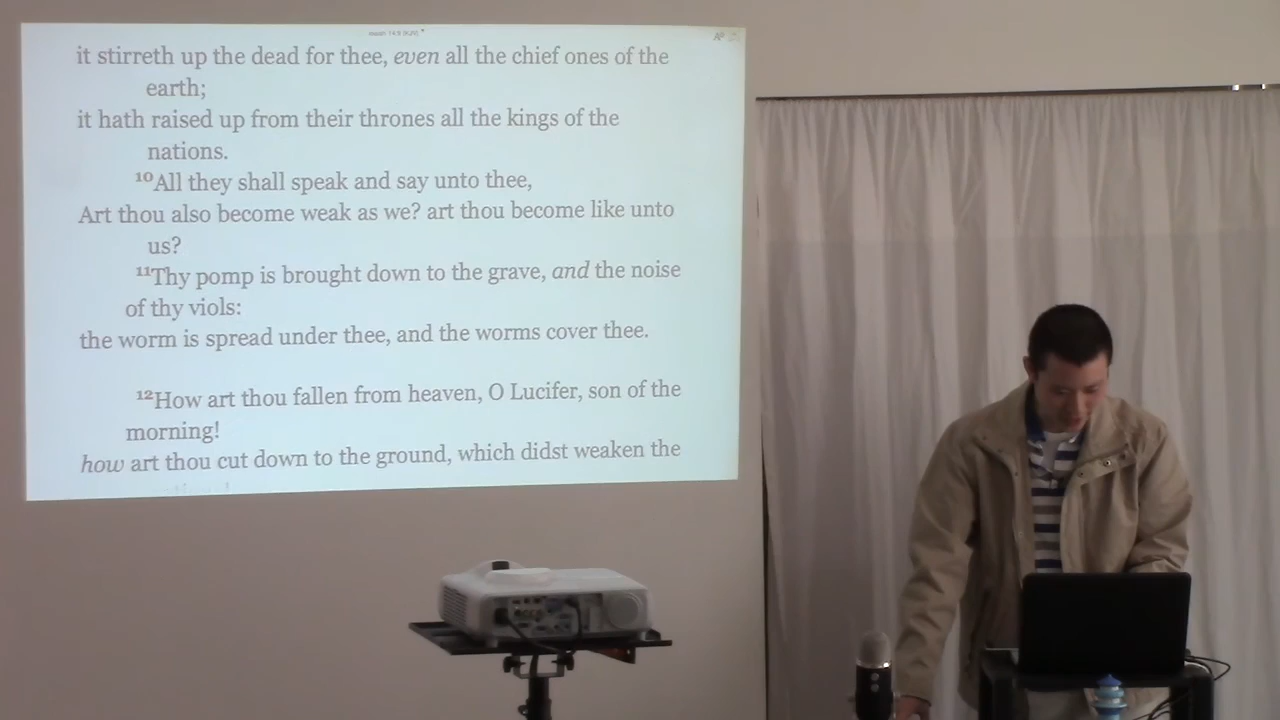 it stirreth up the dead for thee, even all the chief ones of the
earth;
it hath raised up from their thrones all the kings of the
nations.
10All they shall speak and say unto thee,
Art thou also become weak as we? art thou become like unto
us?
11Thy pomp is brought down to the grave, and the noise
of thy viols:
the worm is spread under thee, and the worms cover thee.
12How art thou fallen from heaven, O Lucifer, son of the
morning!
how art thou cut down to the ground, which didst weaken the